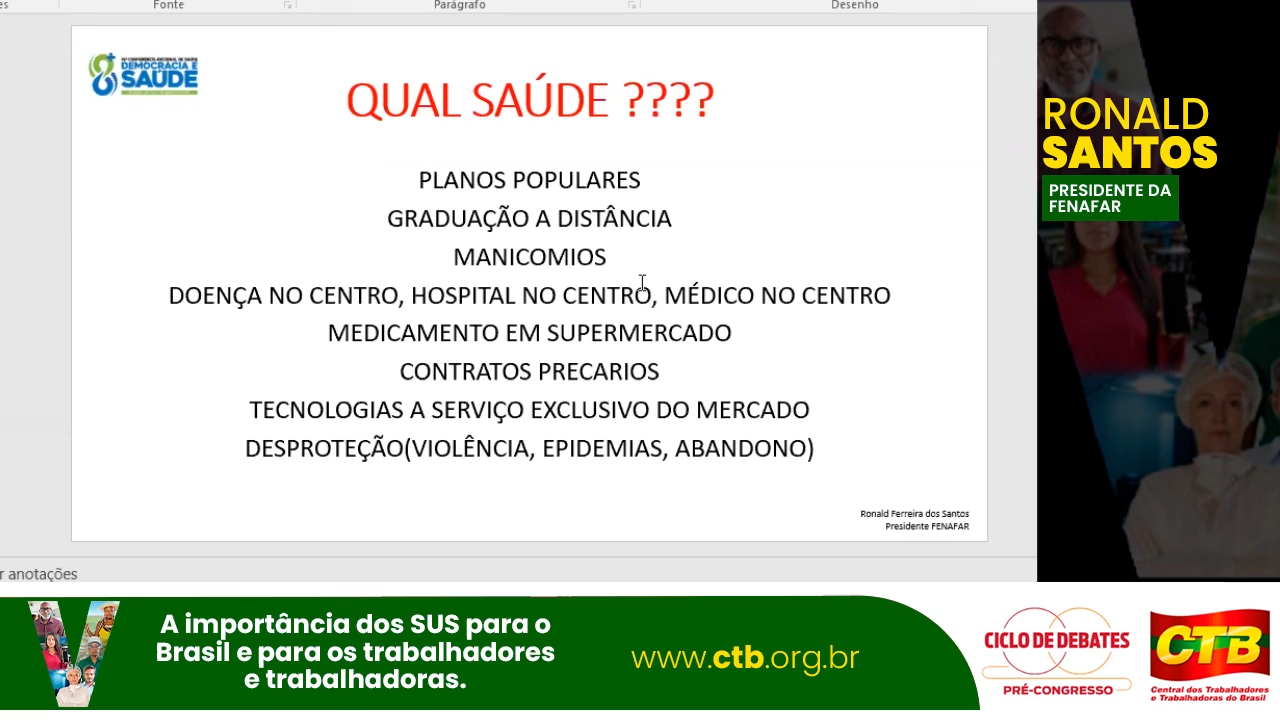 Fonte
Parágrafo
Desenho
DEMOCRACIA E
SAÚDE
QUAL SAÚDE ????
PLANOS POPULARES
GRADUAÇÃO A DISTÂNCIA
MANICOMIOS
DOENÇA NO CENTRO, HOSPITAL NO CENTRO, MÉDICO NO CENTRO
MEDICAMENTO EM SUPERMERCADO
CONTRATOS PRECARIOS
TECNOLOGIAS A SERVIÇO EXCLUSIVO DO MERCADO
DESPROTEÇÃO(VIOLÊNCIA, EPIDEMIAS, ABANDONO)
Ronald Ferreira dos Santos
Presidente FENAFAR
r anotações
RONALD
SANTOS
PRESIDENTE DA
FENAFAR
A importância dos SUS para o
Brasil e para os trabalhadores
e trabalhadoras.
www.ctb.org.br
CICLO DE DEBATES
PRÉ-CONGRESSO
CTB
Central dos Trabalhadores
e Trabalhadoras do Brasil